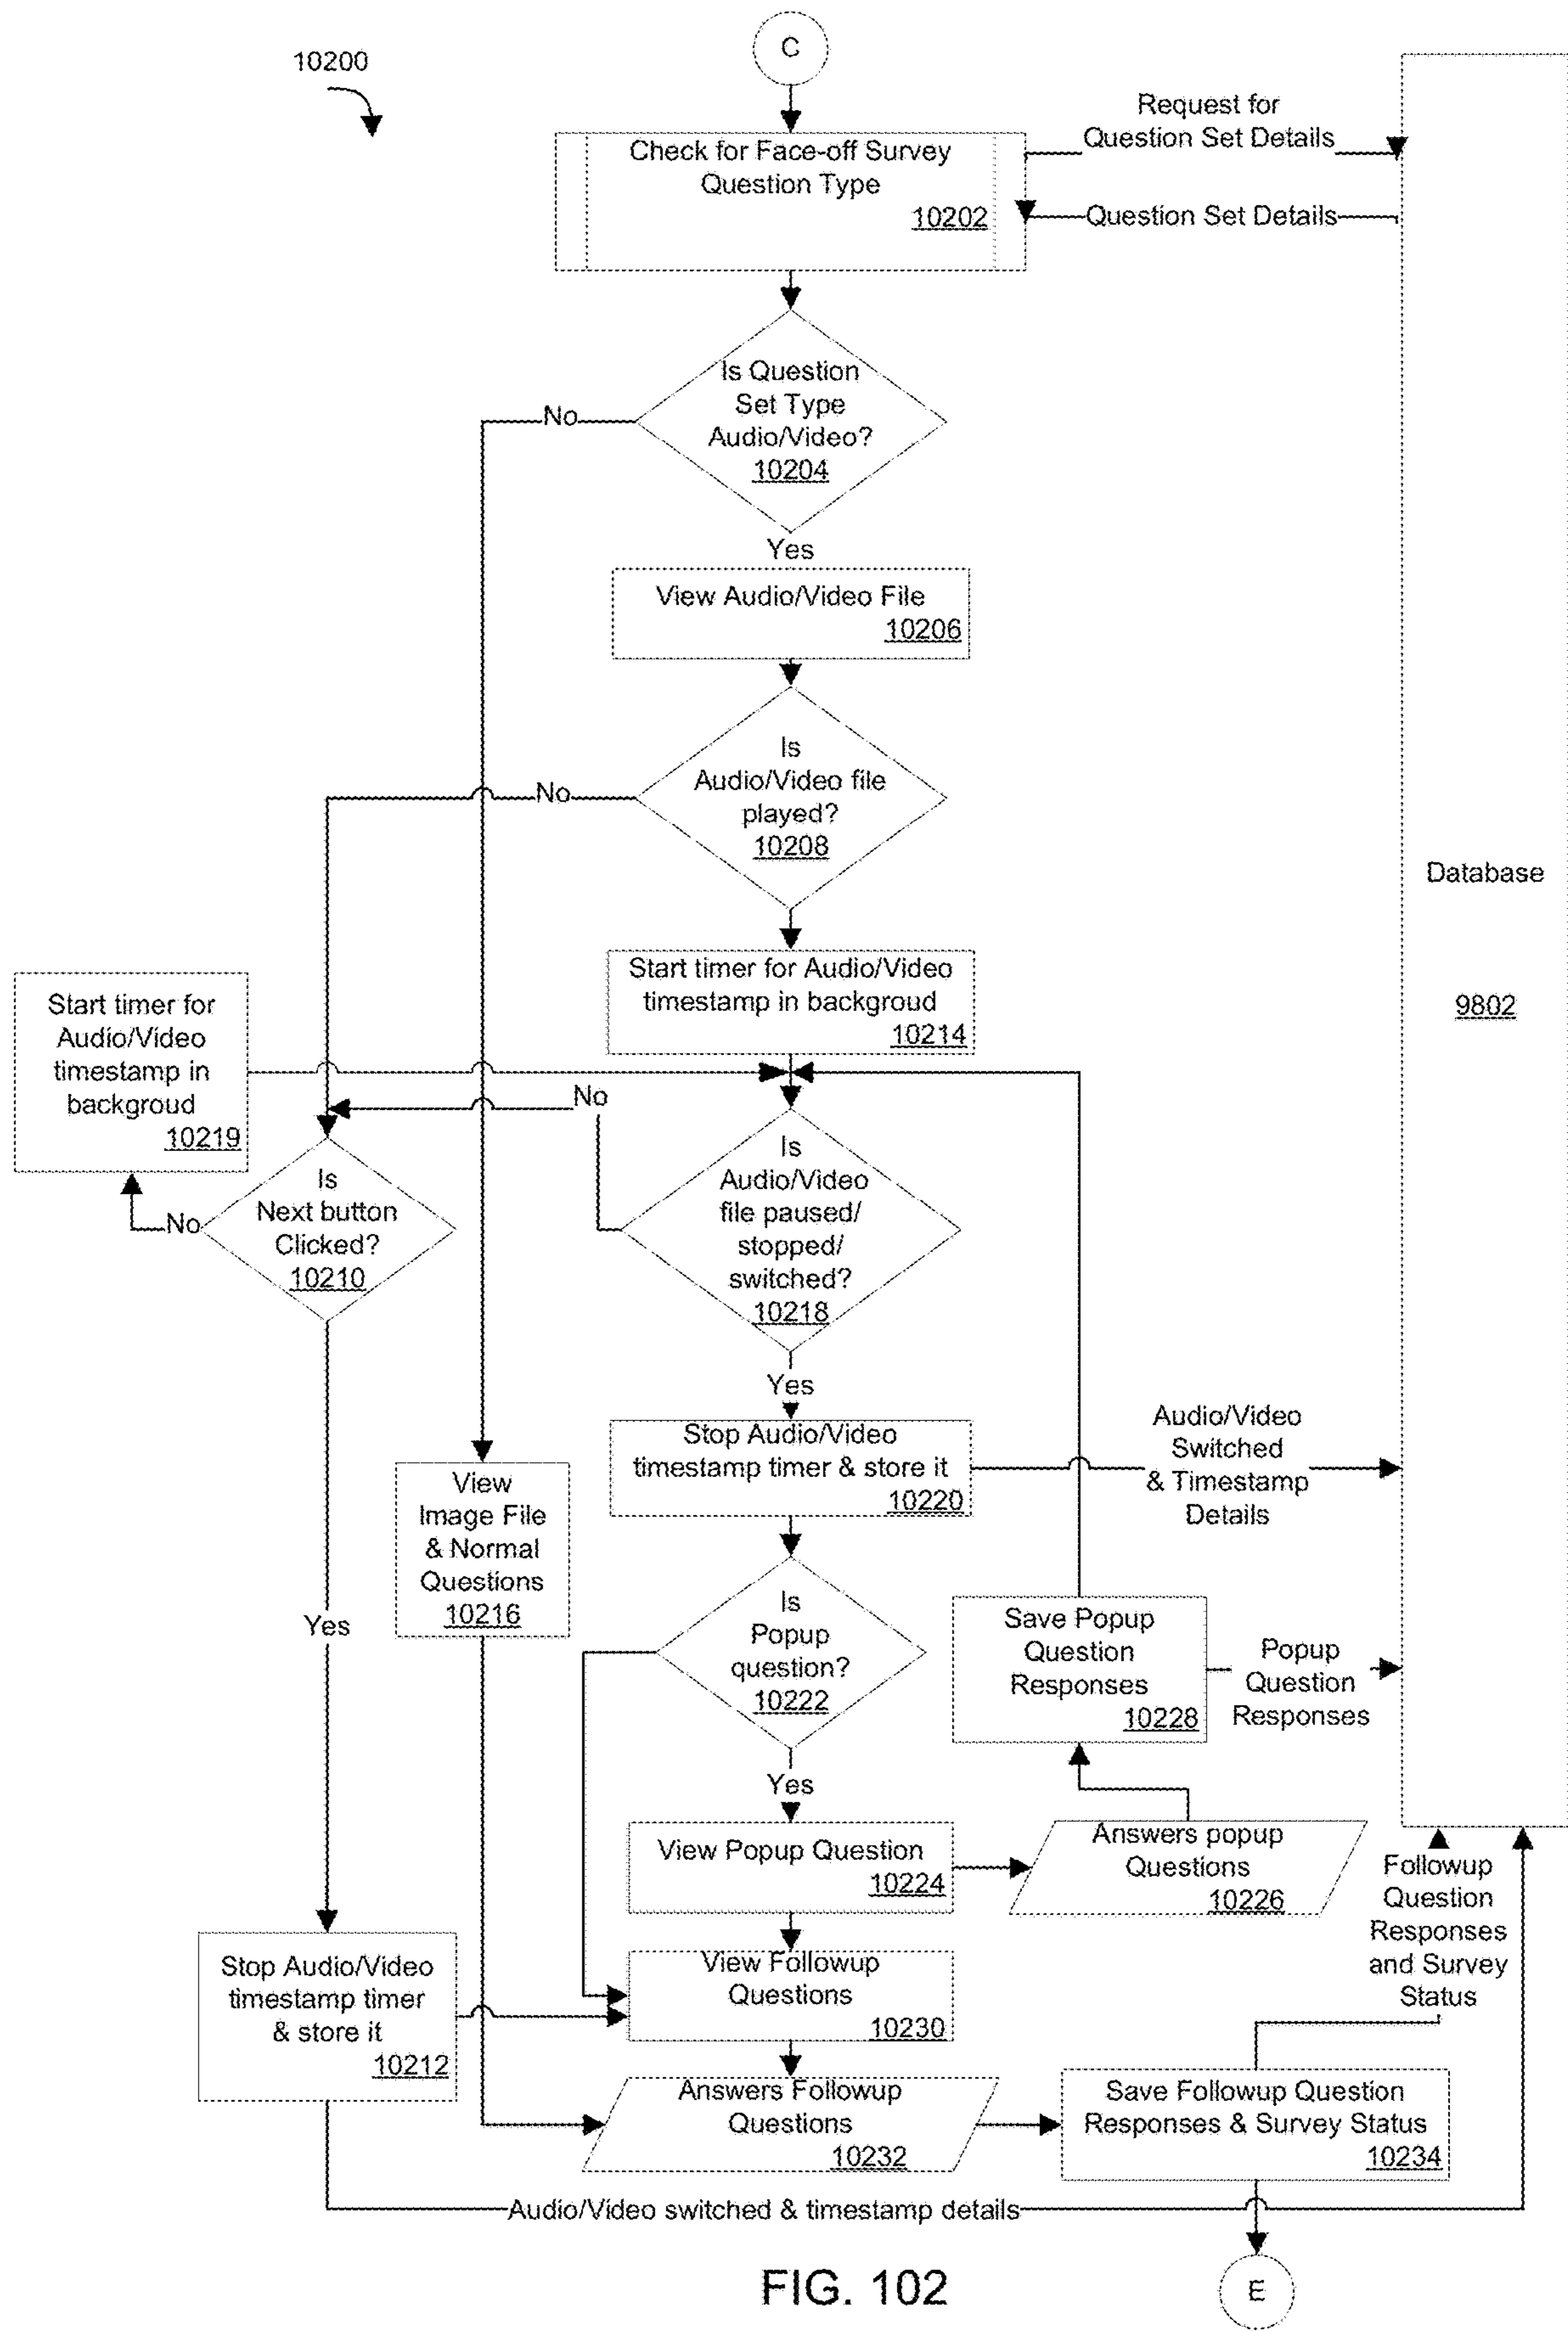 C
10200
Request for
Question Set Details
Check for Face-off Survey
Question Type
10202
Question Set Details
Is Question
Set Type
Audio/Video?
10204
No
Yes
View Audio/Video File
10206
Is
Audio/Video file
played?
10208
No
Database
9802
Start timer for Audio/Video
timestamp in backgroud
10214
Start timer for
Audio/Video
timestamp in
backgroud
10219
No
Is
Next button
Clicked?
10210
No
Is
Audio/Video
file paused/
stopped/
switched?
10218
Yes
Stop Audio/Video
timestamp timer & store it
10220
Audio/Video
Switched
& Timestamp
Details
View
Image File
& Normal
Questions
10216
Yes
Is
Popup
question?
10222
Save Popup
Question
Responses
10228
Popup
Question
Responses
Yes
View Popup Question
10224
Answers popup
Questions
10226
Followup
Question
Responses
and Survey
Status
Stop Audio/Video
timestamp timer
& store it
10212
View Followup
Questions
10230
Answers Followup
Questions
10232
Save Followup Question
Responses & Survey Status
10234
Audio/Video switched & timestamp details
E
FIG. 102